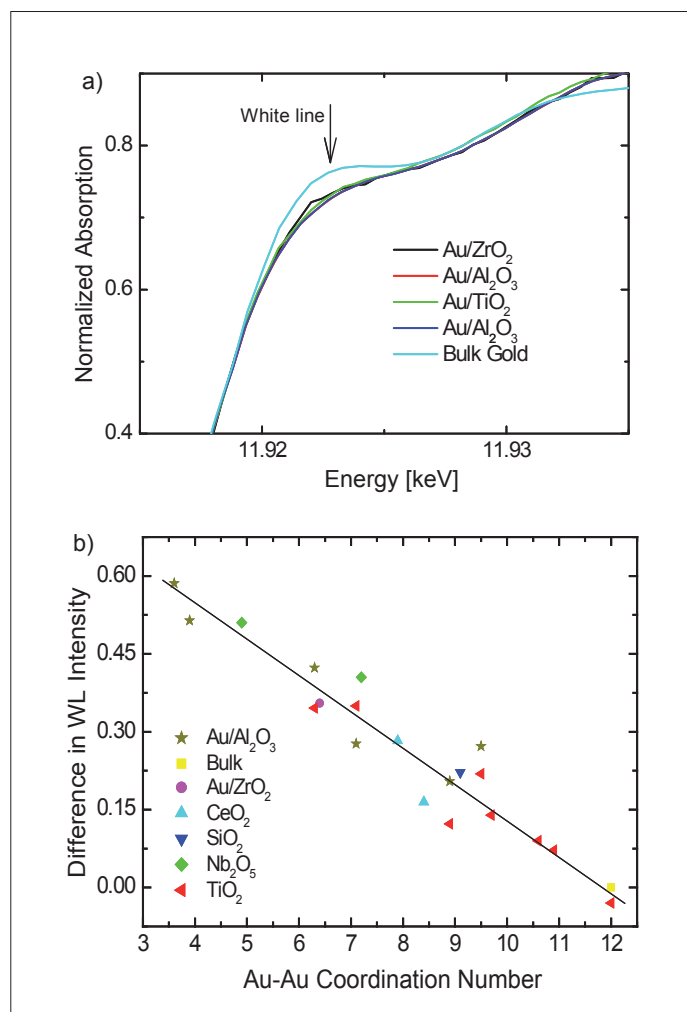 a)
White line
0.8
0.6
0.4
Normalized Absorption
Au/ZrO₂
Au/Al₂O₃
Au/TiO₂
Au/Al₂O₃
Bulk Gold
11.92 11.93
Energy [keV]
b)
0.60
0.45
0.30
0.15
0.00
Difference in WL Intensity
Au/Al₂O₃
Bulk
Au/ZrO₂
CeO₂
SiO₂
Nb₂O₅
TiO₂
3 4 5 6 7 8 9 10 11 12
Au-Au Coordination Number